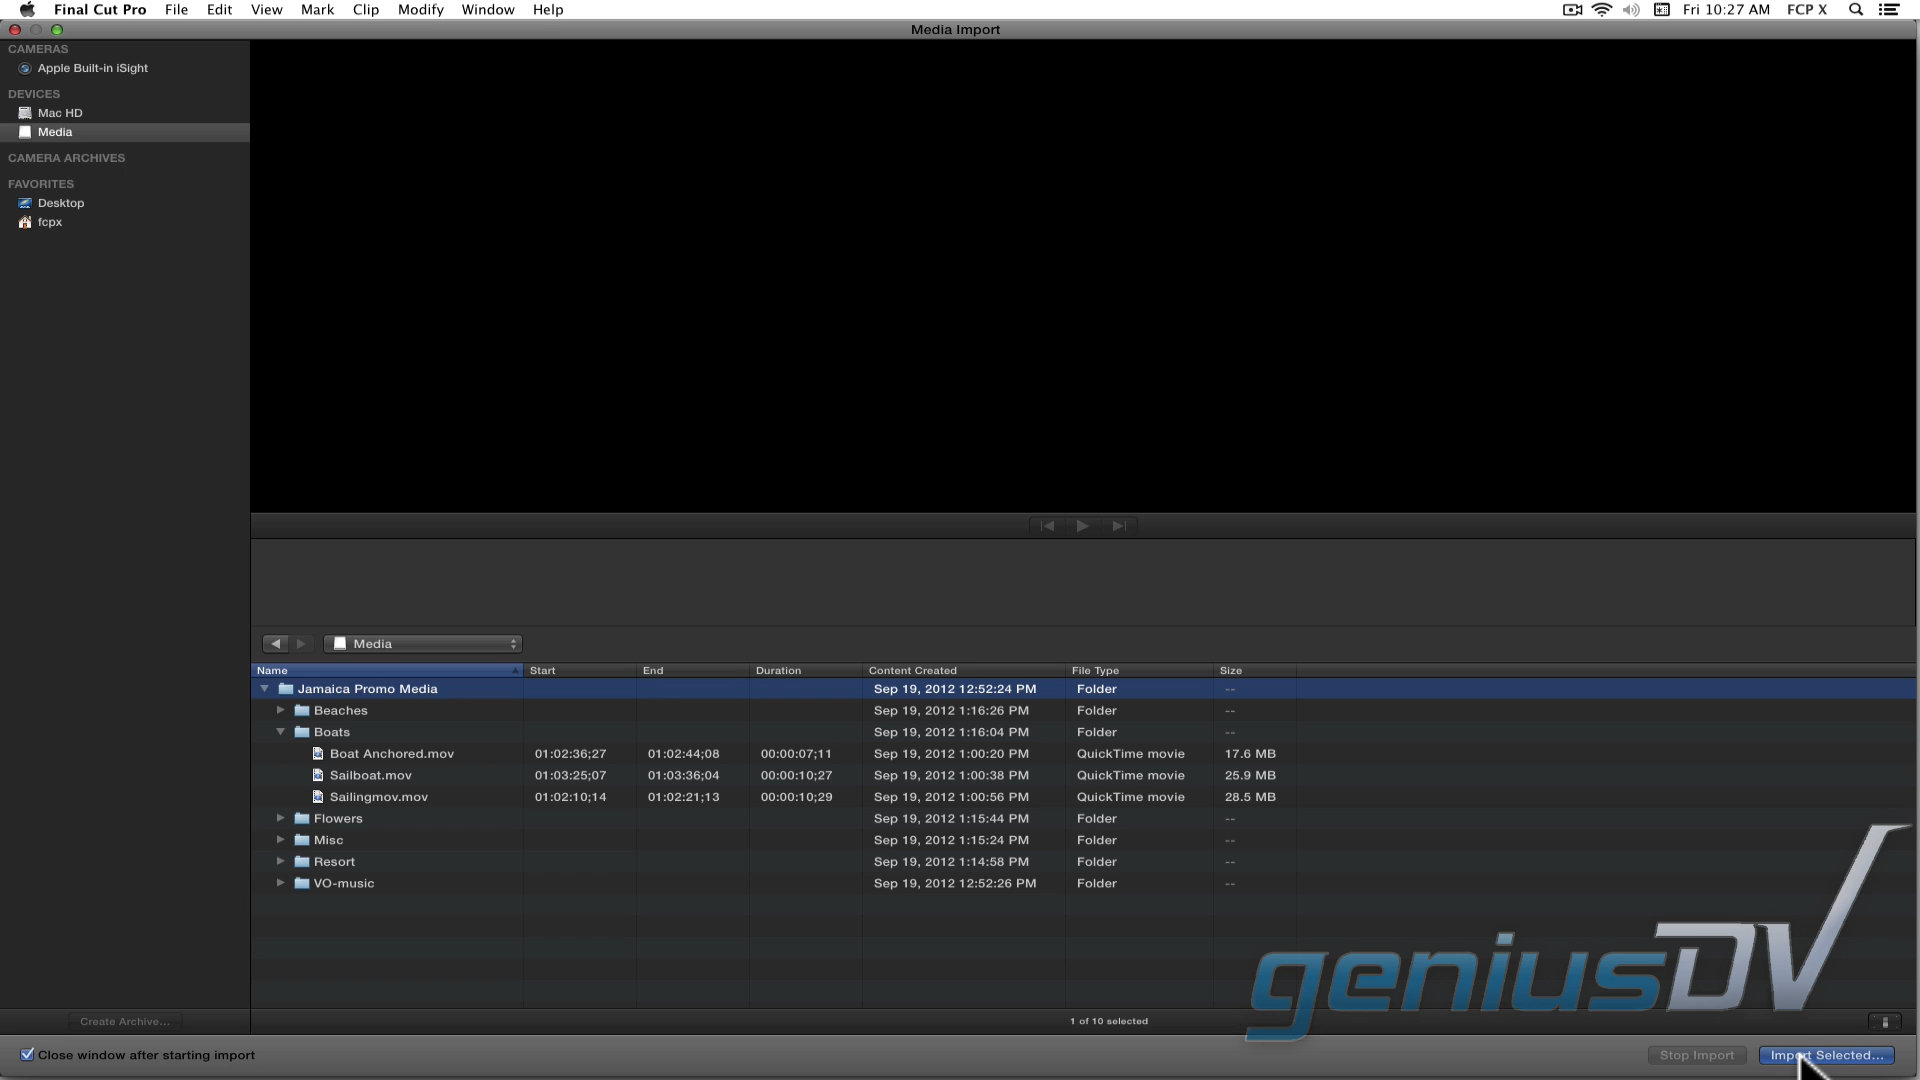 Final Cut Pro File Edit View Mark Clip Modify Window Help Fri 10:27 AM FCP X
Media Import
CAMERAS
Apple Built-in iSight
DEVICES
Mac HD
Media
CAMERA ARCHIVES
FAVORITES
Desktop
fcpx
Media
Name Start End Duration Content Created File Type Size
Jamaica Promo Media Sep 19, 2012 12:52:24 PM Folder --
Beaches Sep 19, 2012 1:16:26 PM Folder --
Boats Sep 19, 2012 1:16:04 PM Folder --
Boat Anchored.mov 01:02:36;27 01:02:44;08 00:00:07;11 Sep 19, 2012 1:00:20 PM QuickTime movie 17.6 MB
Sailboat.mov 01:03:25;07 01:03:36;04 00:00:10;27 Sep 19, 2012 1:00:38 PM QuickTime movie 25.9 MB
Sailingmov.mov 01:02:10;14 01:02:21;13 00:00:10;29 Sep 19, 2012 1:00:56 PM QuickTime movie 28.5 MB
Flowers Sep 19, 2012 1:15:44 PM Folder --
Misc Sep 19, 2012 1:15:24 PM Folder --
Resort Sep 19, 2012 1:14:58 PM Folder --
VO-music Sep 19, 2012 12:52:26 PM Folder --
geniusDV
Create Archive... 1 of 10 selected
Close window after starting import Stop Import Import Selected...